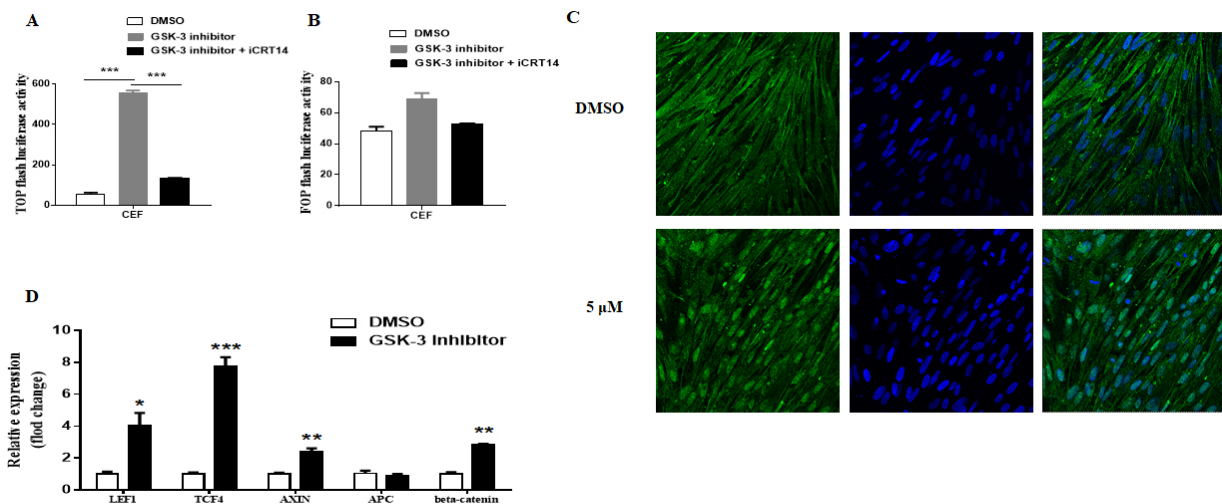 A
DMSO
GSK-3 inhibitor
GSK-3 inhibitor + iCRT14
TOP flash luciferase activity
600
400
200
0
***
***
CEF
B
DMSO
GSK-3 inhibitor
GSK-3 inhibitor + iCRT14
FOP flash luciferase activity
80
60
40
20
0
CEF
C
DMSO
5 μM
D
DMSO
GSK-3 inhibitor
Relative expression
(flod change)
10
8
6
4
2
0
*
***
**
**
LEF1
TCF4
AXIN
APC
beta-catenin